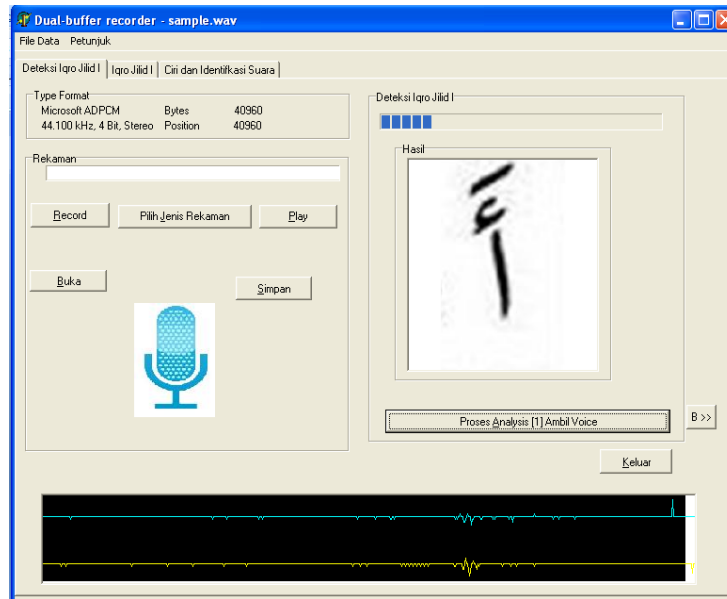 Dual-buffer recorder - sample.wav
File Data Petunjuk
Deteksi Iqro Jilid I Iqro Jilid I Ciri dan Identifkasi Suara
Type Format
Microsoft ADPCM Bytes 40960
44.100 kHz, 4 Bit, Stereo Position 40960
Rekaman
Record Pilih Jenis Rekaman Play
Buka Simpan
Deteksi Iqro Jilid I
Hasil
أَ
Proses Analysis [1] Ambil Voice
B >>
Keluar